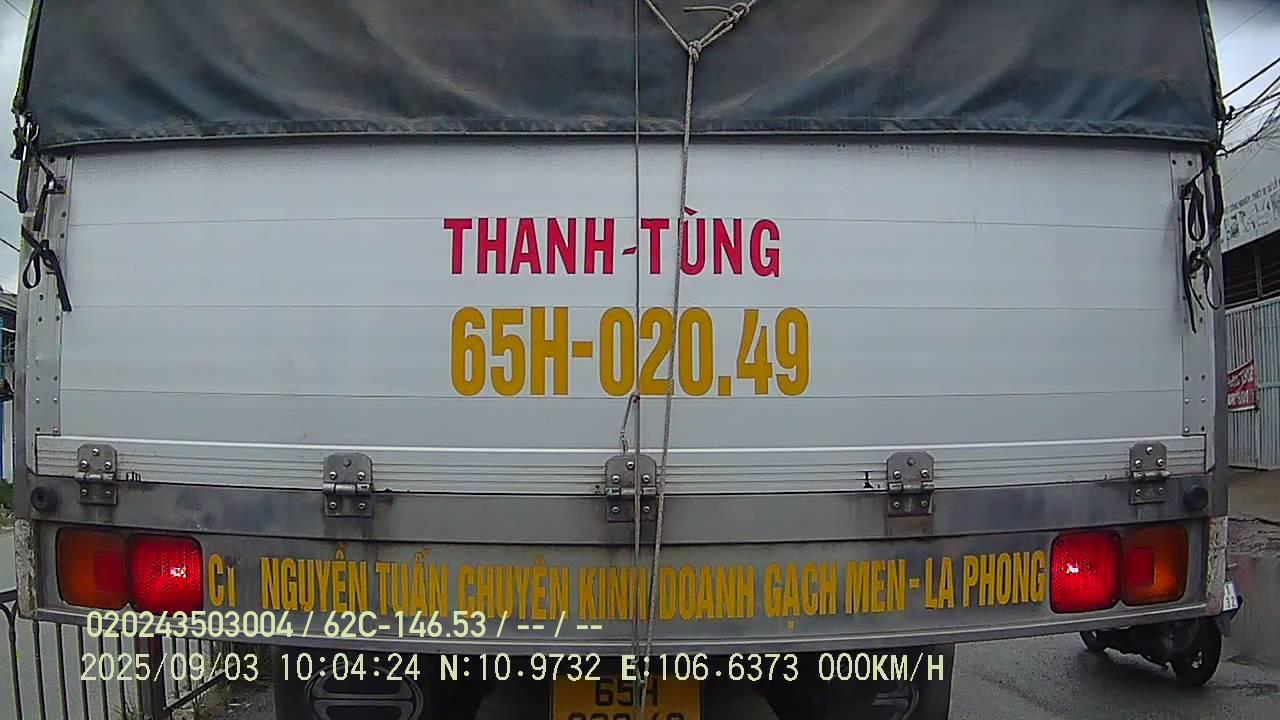 THANH-TÙNG
65H-020.49
NGUYỄN TUẤN CHUYÊN KINH DOANH GẠCH MEN - LA PHONG
020243503004 / 62C-146.53 / -- / --
2025/09/03 10:04:24 N:10.9732 E:106.6373 000KM/H
65H